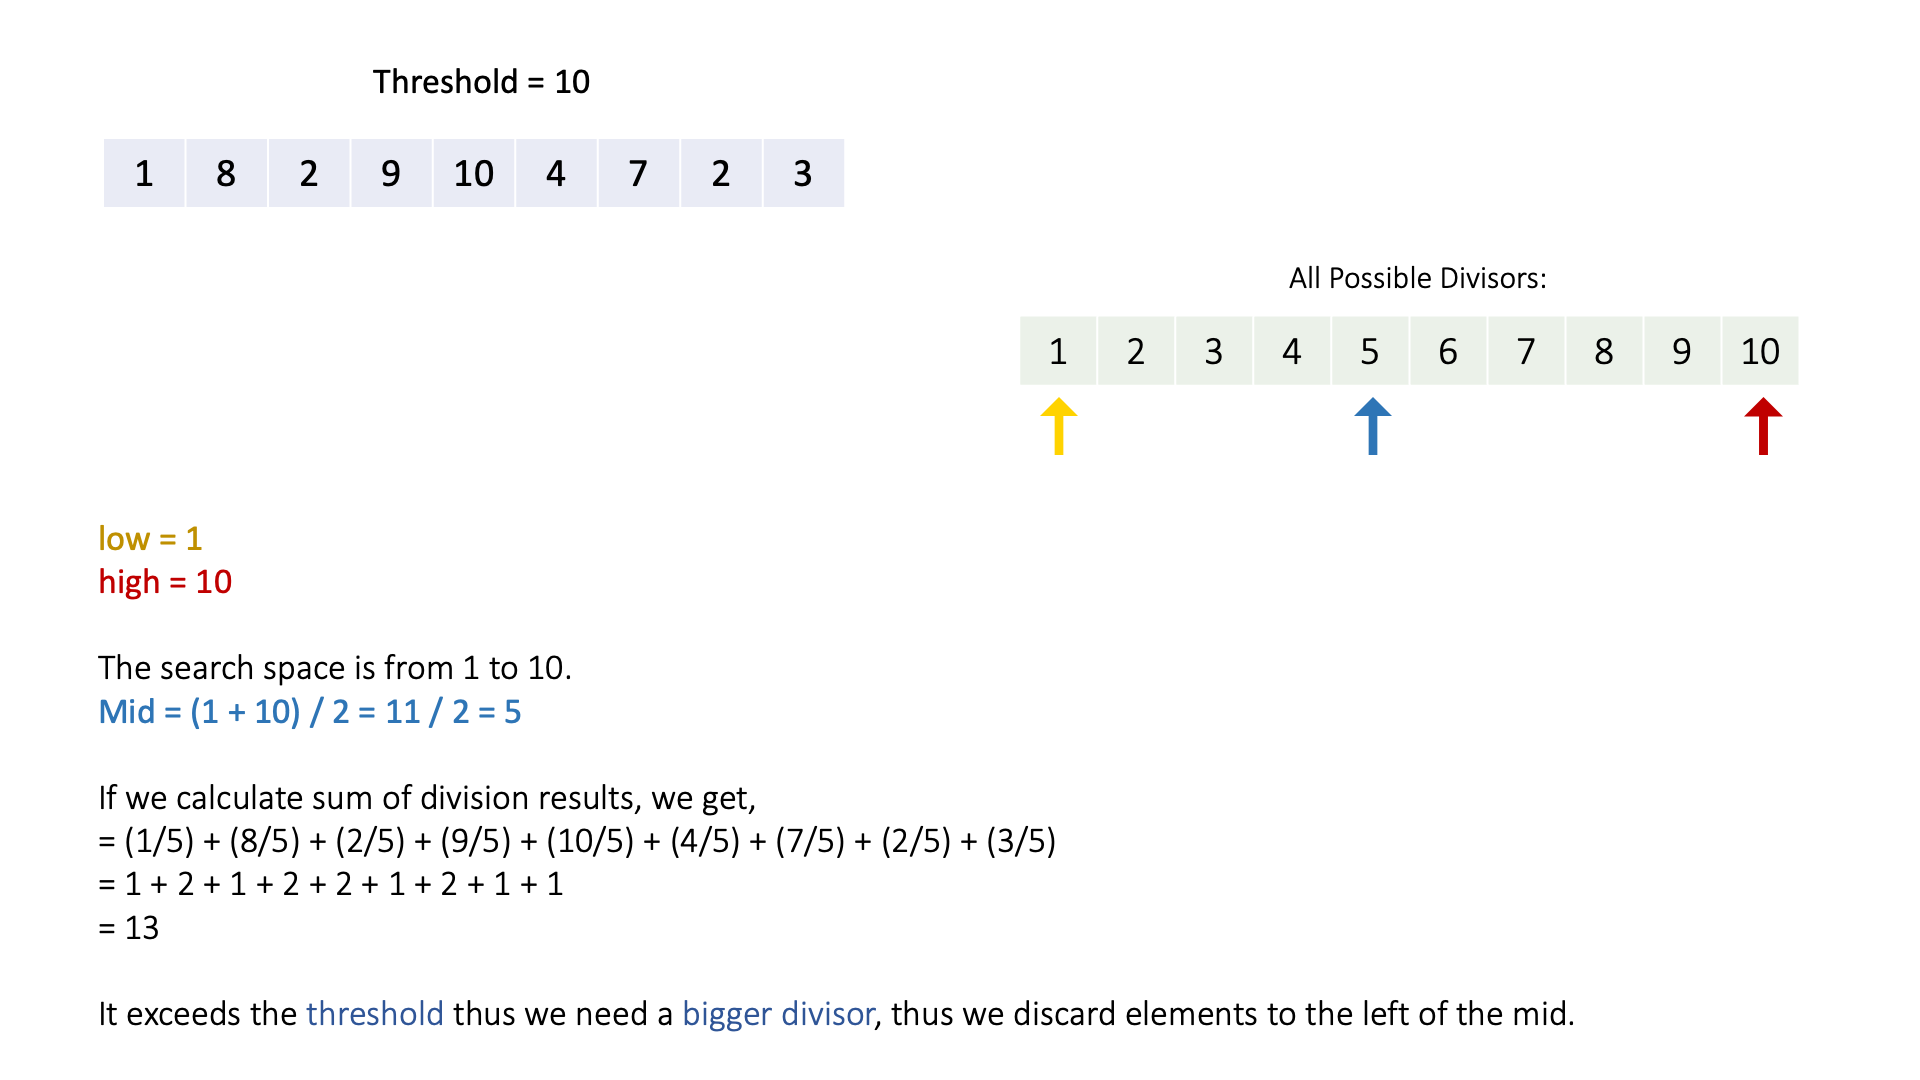 Threshold = 10
1 8 2 9 10 4 7 2 3
All Possible Divisors:
1 2 3 4 5 6 7 8 9 10
low = 1
high = 10
The search space is from 1 to 10.
Mid = (1 + 10) / 2 = 11 / 2 = 5
If we calculate sum of division results, we get,
= (1/5) + (8/5) + (2/5) + (9/5) + (10/5) + (4/5) + (7/5) + (2/5) + (3/5)
= 1 + 2 + 1 + 2 + 2 + 1 + 2 + 1 + 1
= 13
It exceeds the threshold thus we need a bigger divisor, thus we discard elements to the left of the mid.